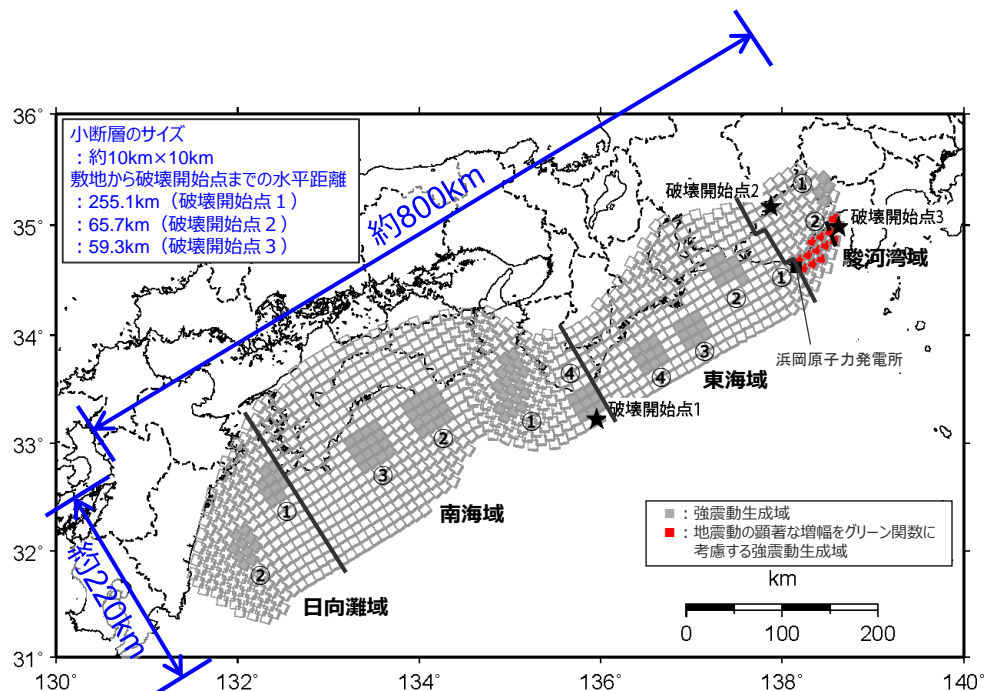 約800km
小断層のサイズ
：約10km×10km
敷地から破壊開始点までの水平距離
：255.1km（破壊開始点１）
：65.7km（破壊開始点２）
：59.3km（破壊開始点３）
36°
35°
34°
33°
32°
31°
破壊開始点2
①
②
破壊開始点3
駿河湾域
①
②
浜岡原子力発電所
③
④
東海域
④
破壊開始点1
①
②
③
南海域
①
②
日向灘域
約220km
■：強震動生成域
■：地震動の顕著な増幅をグリーン関数に
考慮する強震動生成域
km
0 100 200
130° 132° 134° 136° 138° 140°